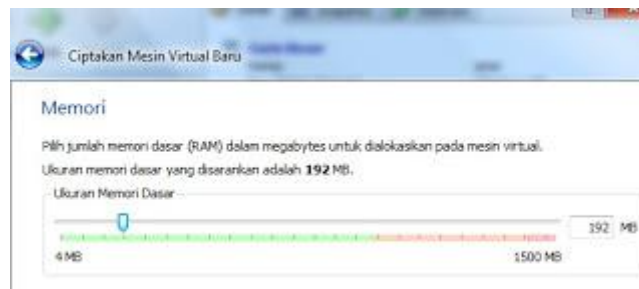 Ciptakan Mesin Virtual Baru
Memori
Pilih jumlah memori dasar (RAM) dalam megabytes untuk dialokasikan pada mesin virtual.
Ukuran memori dasar yang disarankan adalah 192 MB.
Ukuran Memori Dasar
192 MB
4 MB 1500 MB